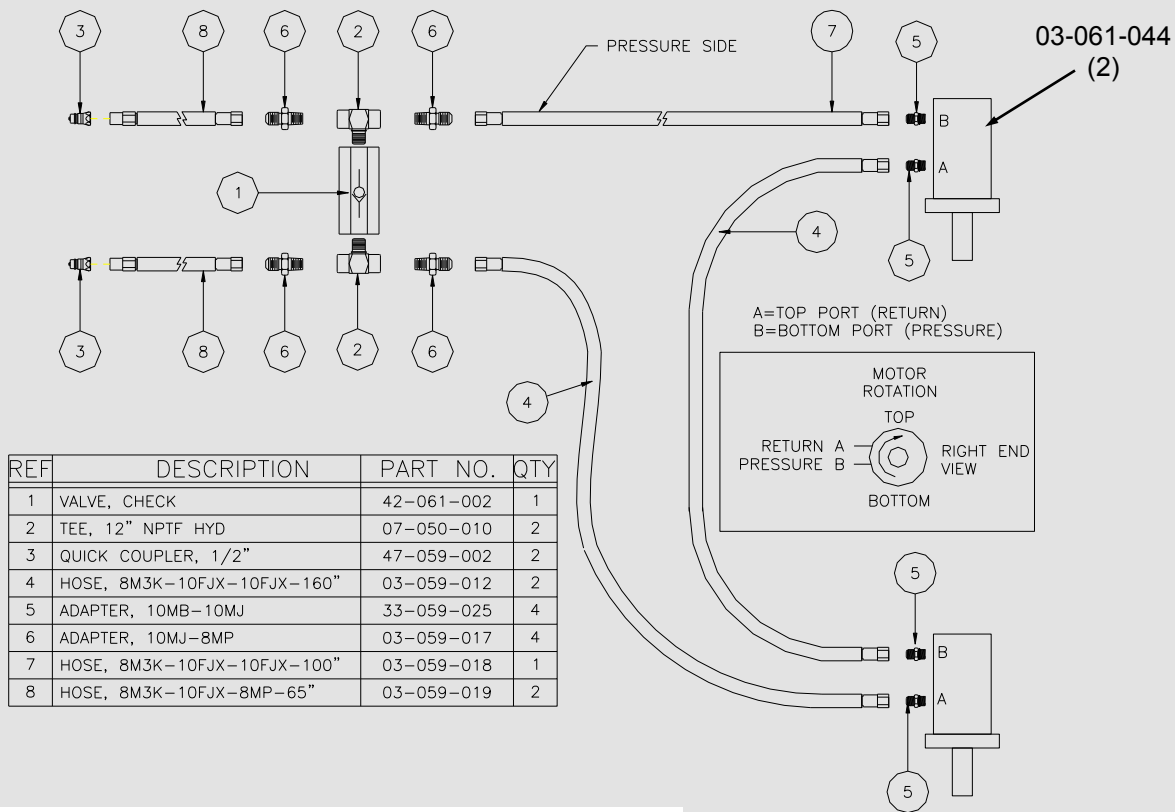 3
8
6
2
6
PRESSURE SIDE
7
5
03-061-044
(2)
B
A
1
4
5
3
8
6
2
6
A=TOP PORT (RETURN)
B=BOTTOM PORT (PRESSURE)
4
MOTOR
ROTATION
TOP
RETURN A
PRESSURE B
RIGHT END
VIEW
BOTTOM
REF DESCRIPTION PART NO. QTY
1 VALVE, CHECK 42-061-002 1
2 TEE, 12" NPTF HYD 07-050-010 2
3 QUICK COUPLER, 1/2" 47-059-002 2
4 HOSE, 8M3K-10FJX-10FJX-160" 03-059-012 2
5 ADAPTER, 10MB-10MJ 33-059-025 4
6 ADAPTER, 10MJ-8MP 03-059-017 4
7 HOSE, 8M3K-10FJX-10FJX-100" 03-059-018 1
8 HOSE, 8M3K-10FJX-8MP-65" 03-059-019 2
5
B
A
5